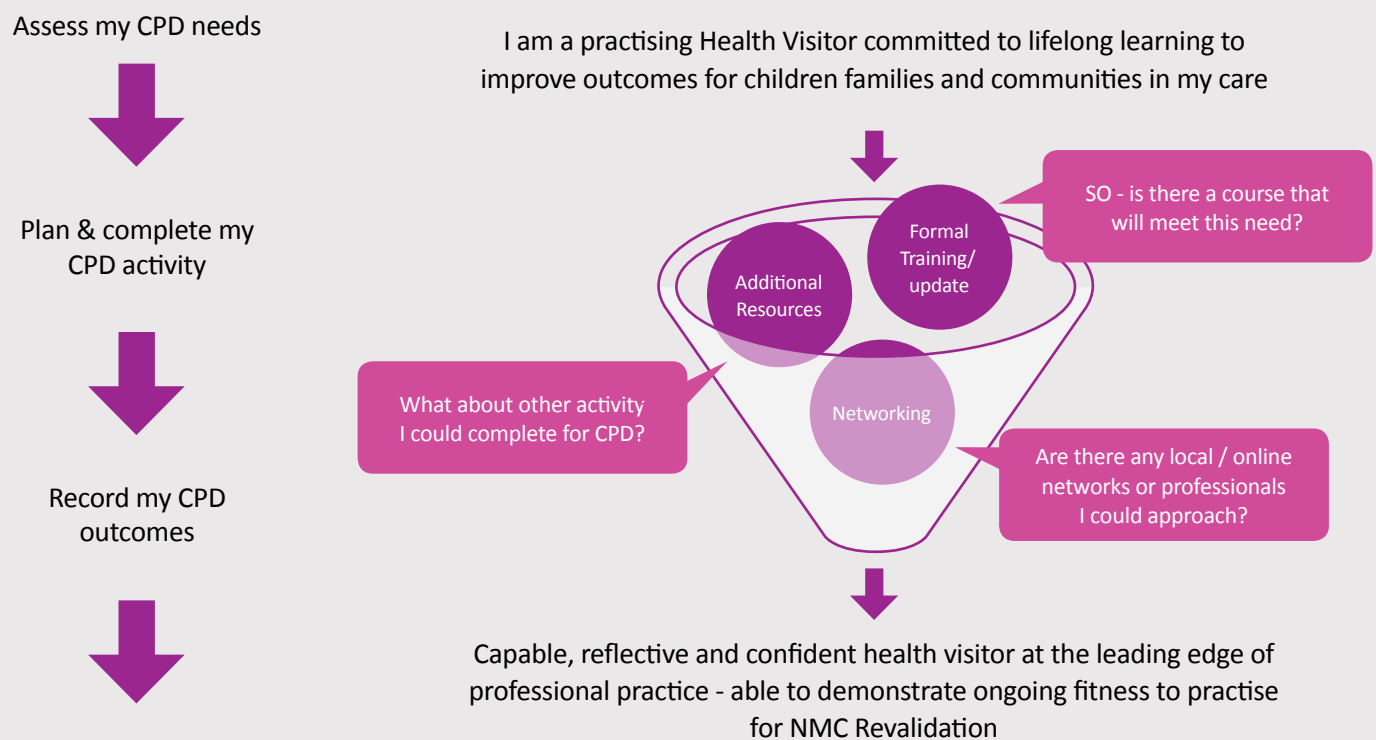 Assess my CPD needs
Plan & complete my
CPD activity
Record my CPD
outcomes
I am a practising Health Visitor committed to lifelong learning to
improve outcomes for children families and communities in my care
SO - is there a course that
will meet this need?
Formal
Training/
update
Additional
Resources
What about other activity
I could complete for CPD?
Networking
Are there any local / online
networks or professionals
I could approach?
Capable, reflective and confident health visitor at the leading edge of
professional practice - able to demonstrate ongoing fitness to practise
for NMC Revalidation